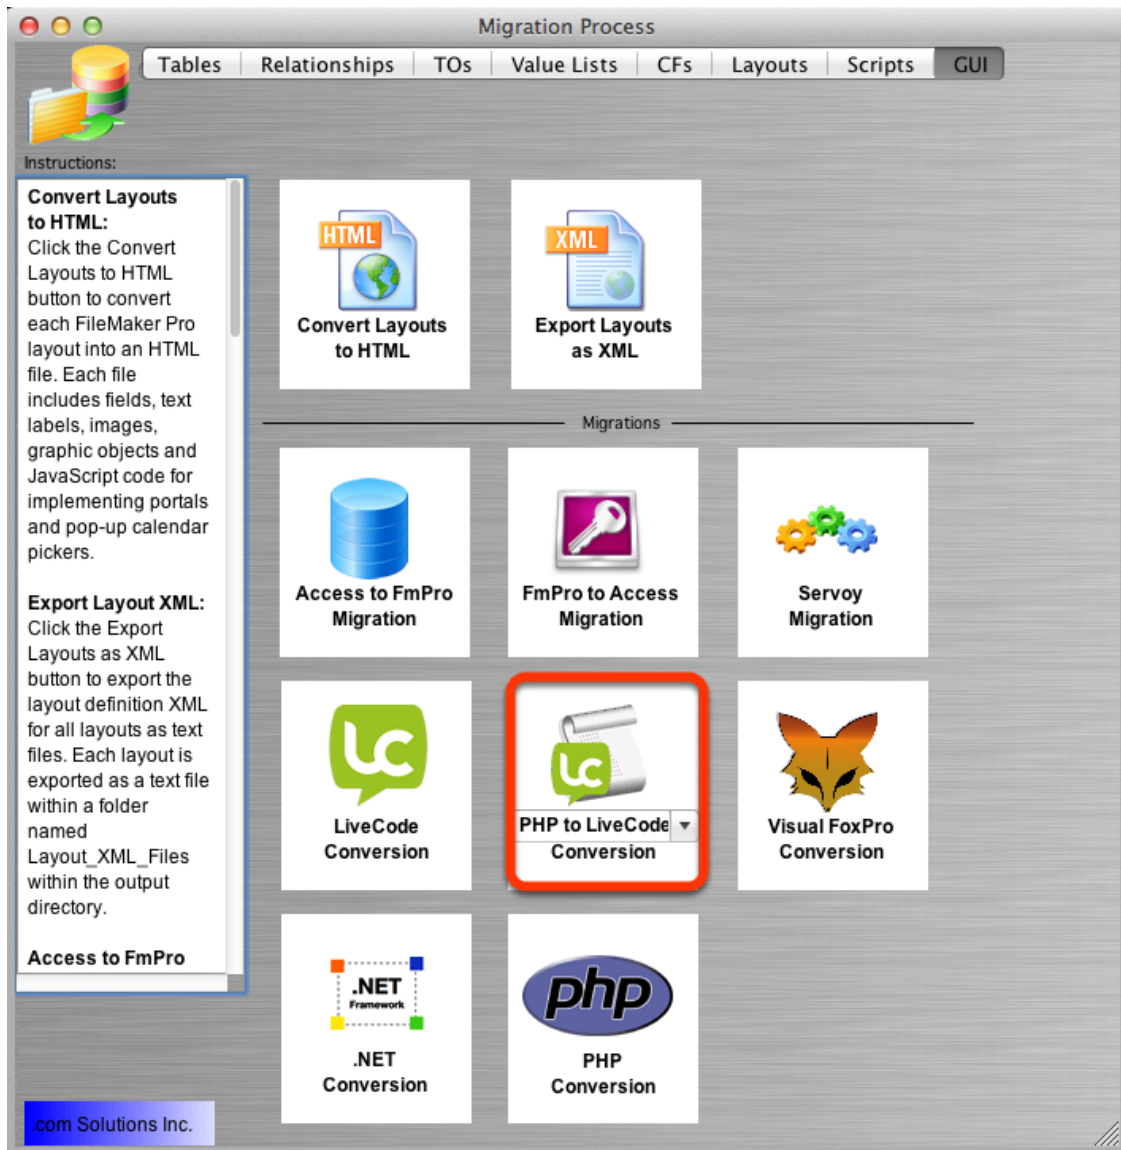 Migration Process
Tables
Relationships
TOs
Value Lists
CFs
Layouts
Scripts
GUI
Instructions:
Convert Layouts
to HTML:
Click the Convert
Layouts to HTML
button to convert
each FileMaker Pro
layout into an HTML
file. Each file
includes fields, text
labels, images,
graphic objects and
JavaScript code for
implementing portals
and pop-up calendar
pickers.
Export Layout XML:
Click the Export
Layouts as XML
button to export the
layout definition XML
for all layouts as text
files. Each layout is
exported as a text file
within a folder
named
Layout_XML_Files
within the output
directory.
Access to FmPro
HTML
Convert Layouts
to HTML
XML
Export Layouts
as XML
Migrations
Access to FmPro
Migration
FmPro to Access
Migration
Servoy
Migration
LC
LiveCode
Conversion
LC
PHP to LiveCode
Conversion
Visual FoxPro
Conversion
.NET
Framework
.NET
Conversion
php
PHP
Conversion
.com Solutions Inc.